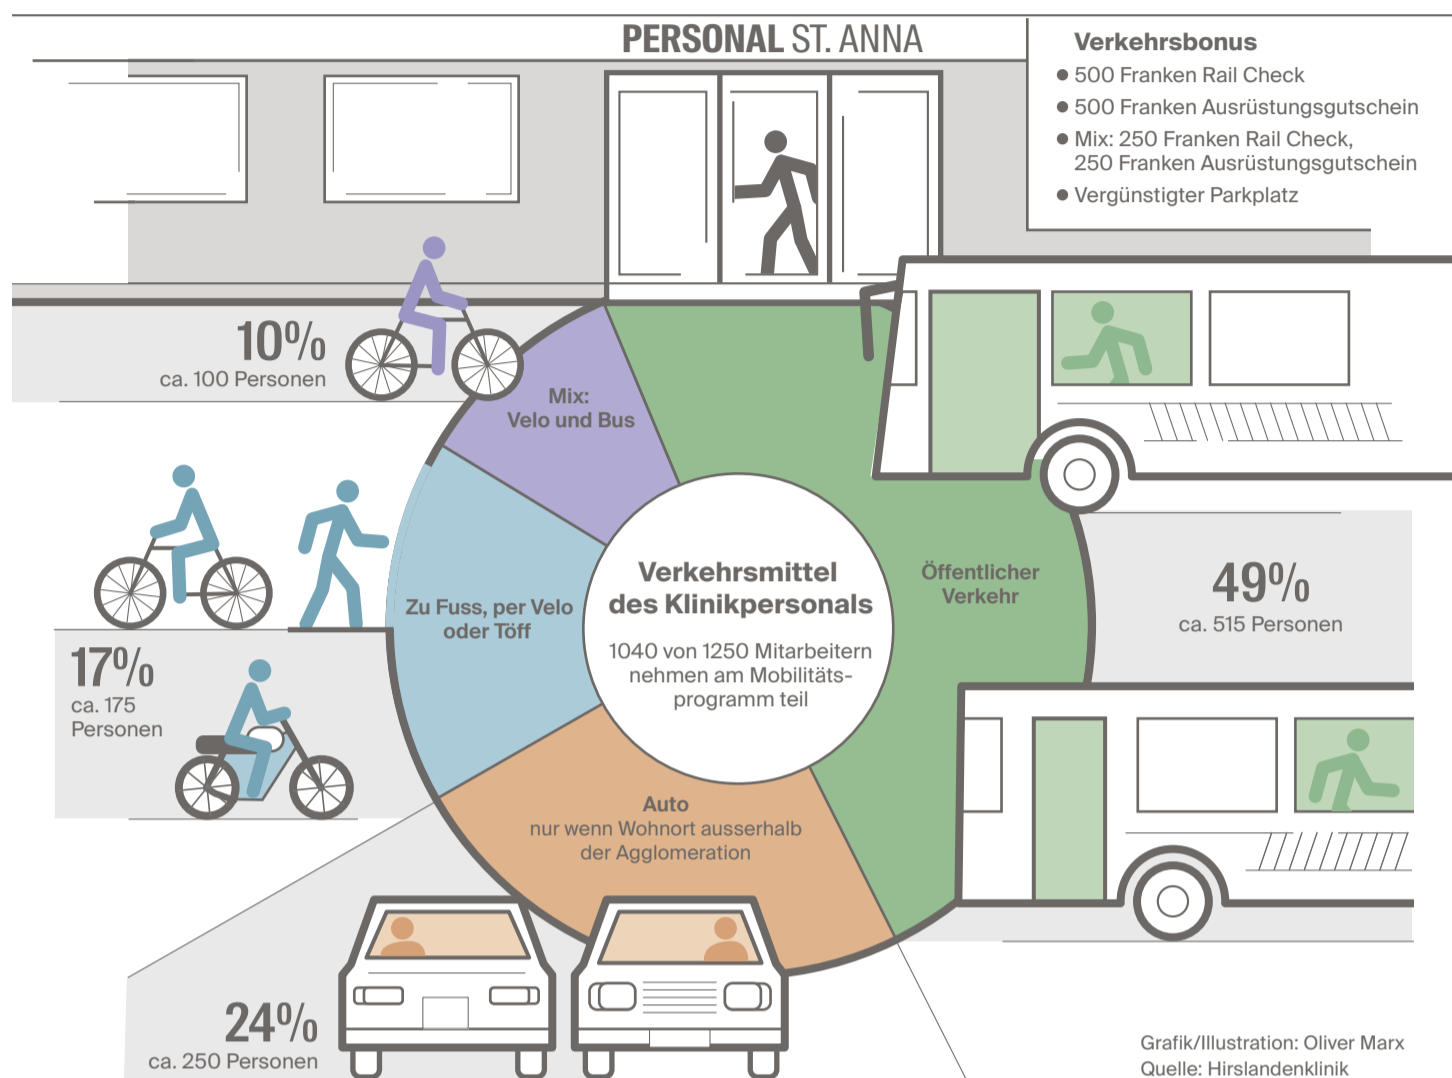 PERSONAL ST. ANNA
Verkehrsbonus
● 500 Franken Rail Check
● 500 Franken Ausrüstungsgutschein
● Mix: 250 Franken Rail Check,
250 Franken Ausrüstungsgutschein
● Vergünstigter Parkplatz
10%
ca. 100 Personen
Mix:
Velo und Bus
Zu Fuss, per Velo
oder Töff
17%
ca. 175
Personen
Verkehrsmittel
des Klinikpersonals
1040 von 1250 Mitarbeitern
nehmen am Mobilitäts-
programm teil
Öffentlicher
Verkehr
49%
ca. 515 Personen
Auto
nur wenn Wohnort ausserhalb
der Agglomeration
24%
ca. 250 Personen
Grafik/Illustration: Oliver Marx
Quelle: Hirslandenklinik